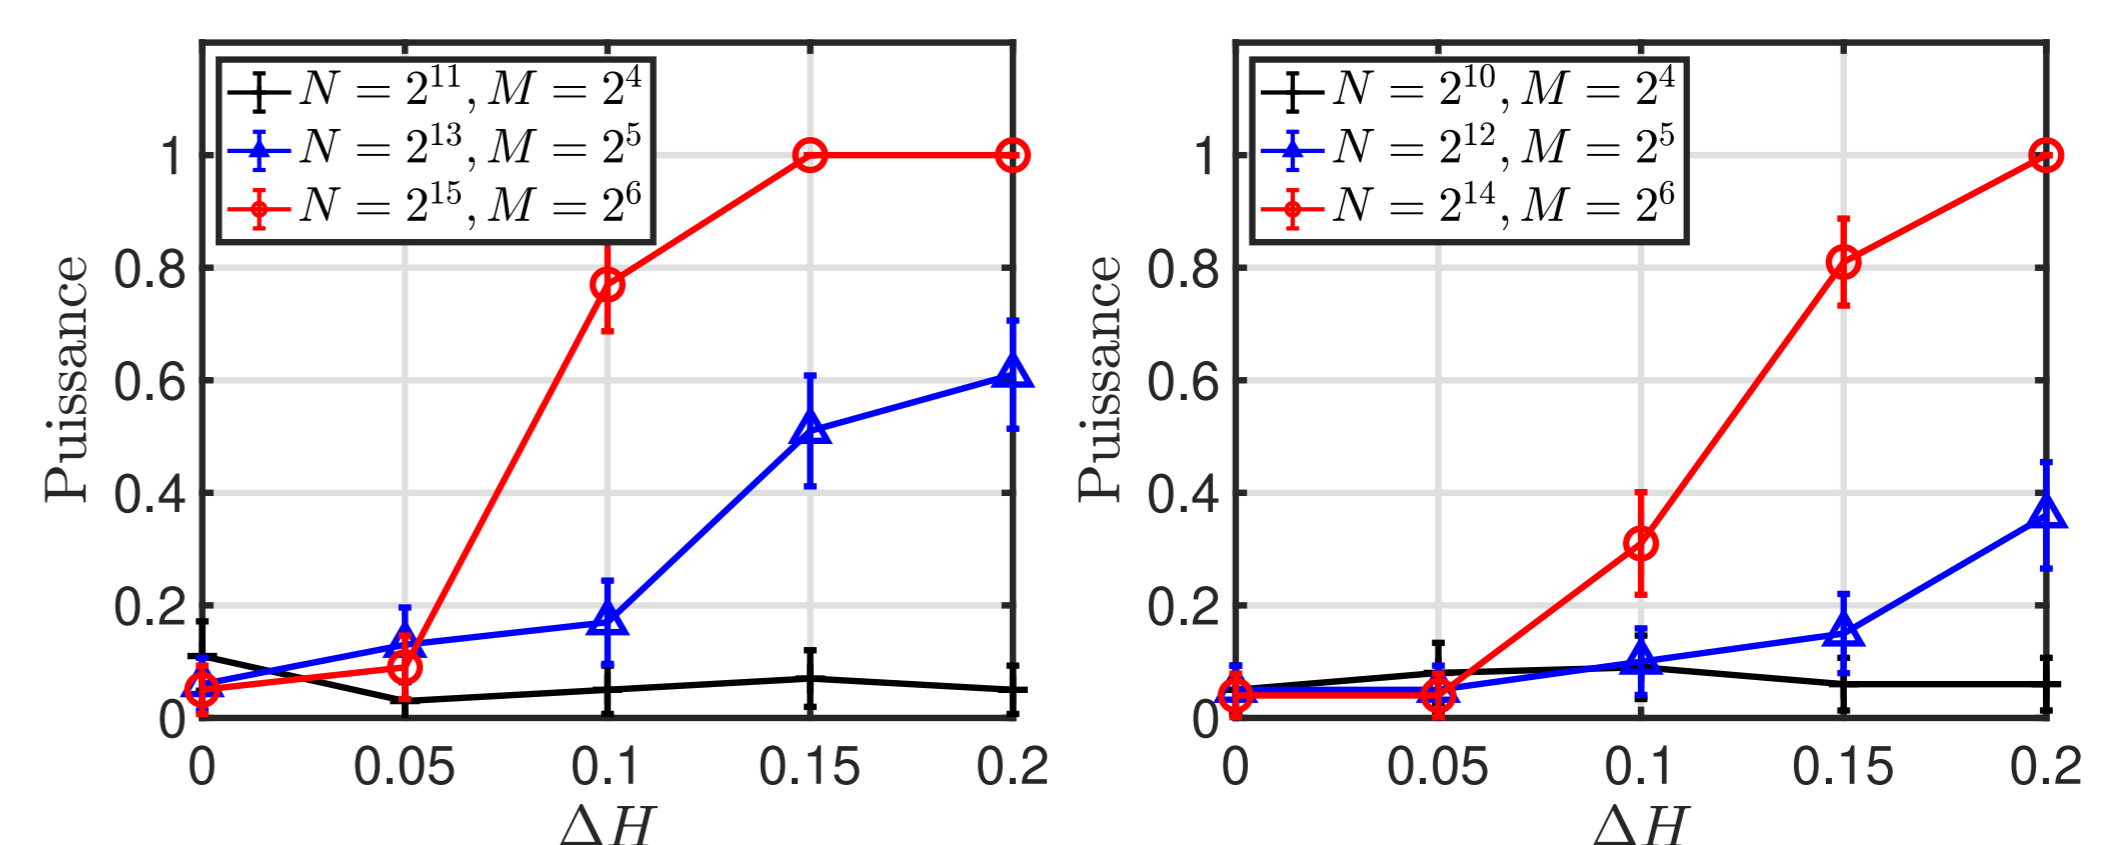 N = 2^11, M = 2^4
N = 2^13, M = 2^5
N = 2^15, M = 2^6
Puissance
1
0.8
0.6
0.4
0.2
0
0 0.05 0.1 0.15 0.2
ΔH
N = 2^10, M = 2^4
N = 2^12, M = 2^5
N = 2^14, M = 2^6
Puissance
1
0.8
0.6
0.4
0.2
0
0 0.05 0.1 0.15 0.2
ΔH